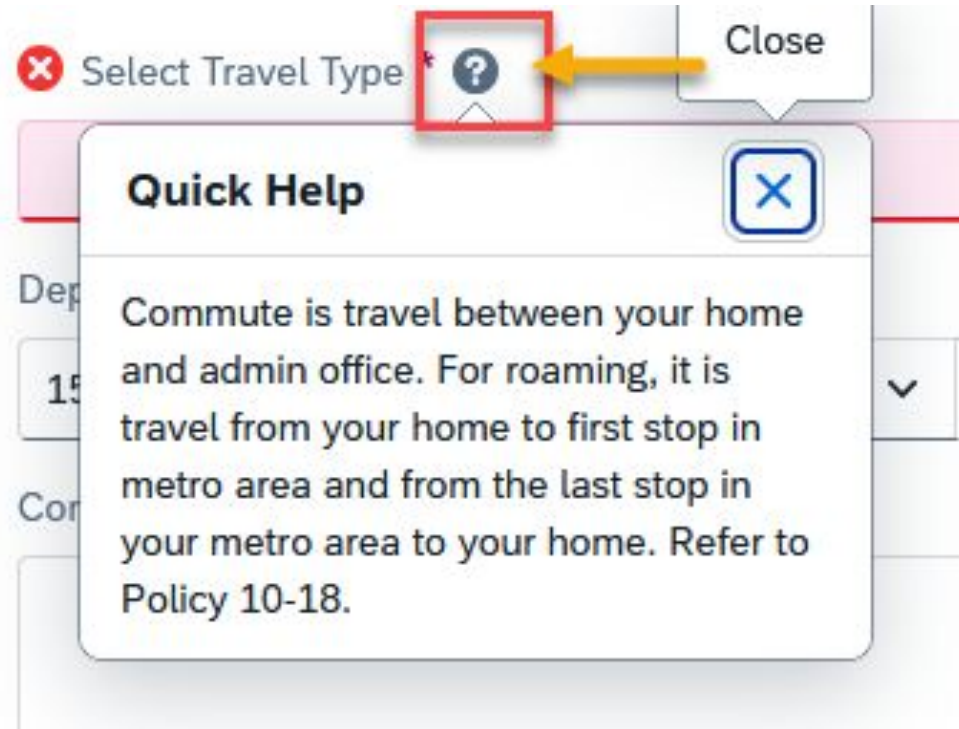 Close
Select Travel Type * ?
Quick Help
Dep
Commute is travel between your home
and admin office. For roaming, it is
15
travel from your home to first stop in
metro area and from the last stop in
Cor
your metro area to your home. Refer to
Policy 10-18.